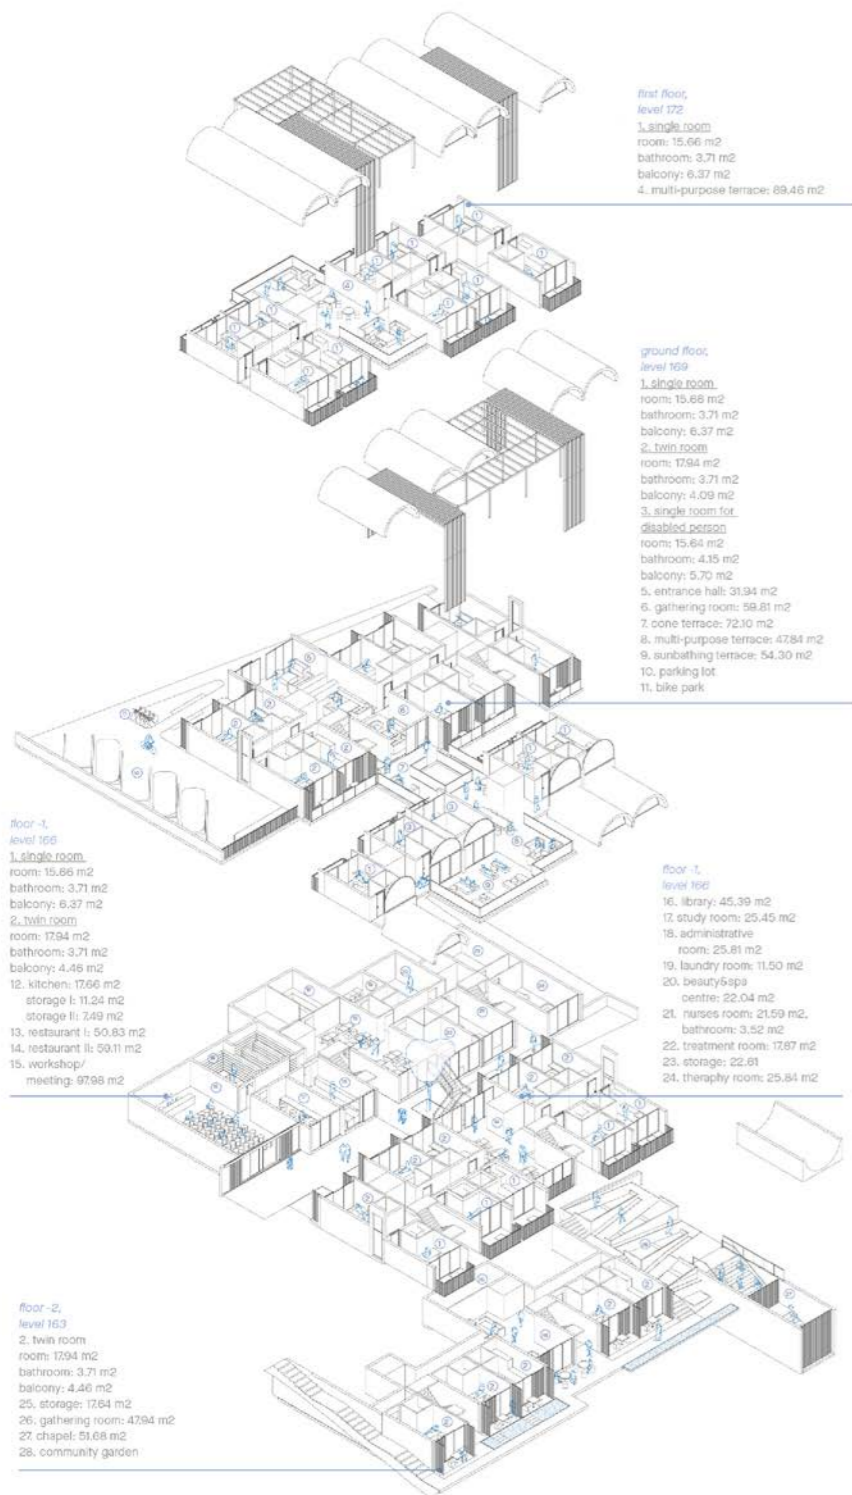 first floor,
level 172
1. single room
room: 15.66 m2
bathroom: 3.71 m2
balcony: 6.37 m2
4. multi-purpose terrace: 89.46 m2
ground floor,
level 169
1. single room
room: 15.66 m2
bathroom: 3.71 m2
balcony: 6.37 m2
2. twin room
room: 17.94 m2
bathroom: 3.71 m2
balcony: 4.09 m2
3. single room for
disabled person
room: 15.64 m2
bathroom: 4.15 m2
balcony: 5.70 m2
5. entrance hall: 31.94 m2
6. gathering room: 59.81 m2
7. cone terrace: 72.10 m2
8. multi-purpose terrace: 47.84 m2
9. sunbathing terrace: 54.30 m2
10. parking lot
11. bike park
floor -1,
level 166
1. single room
room: 15.66 m2
bathroom: 3.71 m2
balcony: 6.37 m2
2. twin room
room: 17.94 m2
bathroom: 3.71 m2
balcony: 4.46 m2
12. kitchen: 17.66 m2
storage I: 11.24 m2
storage II: 7.49 m2
13. restaurant I: 50.83 m2
14. restaurant II: 59.11 m2
15. workshop/
meeting: 97.98 m2
floor -1,
level 166
16. library: 45.39 m2
17. study room: 25.45 m2
18. administrative
room: 25.81 m2
19. laundry room: 11.50 m2
20. beauty&spa
centre: 22.04 m2
21. nurses room: 21.59 m2,
bathroom: 3.52 m2
22. treatment room: 17.87 m2
23. storage: 22.61
24. theraphy room: 25.84 m2
floor -2,
level 163
2. twin room
room: 17.94 m2
bathroom: 3.71 m2
balcony: 4.46 m2
25. storage: 17.64 m2
26. gathering room: 47.94 m2
27. chapel: 51.68 m2
28. community garden